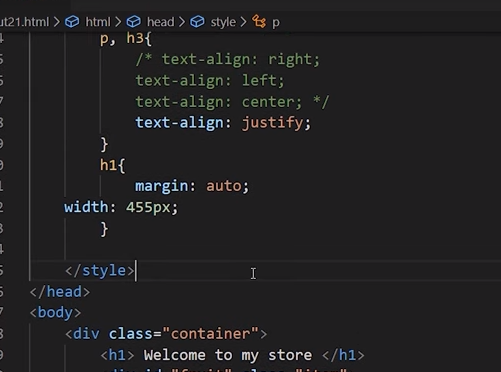 ut21.html > html > head > style > p
4 p, h3{
5 /* text-align: right;
6 text-align: left;
7 text-align: center; */
8 text-align: justify;
9 }
0 h1{
1 margin: auto;
2 width: 455px;
3 }
4
5 </style>
6 </head>
7 <body>
8 <div class="container">
9 <h1> Welcome to my store </h1>